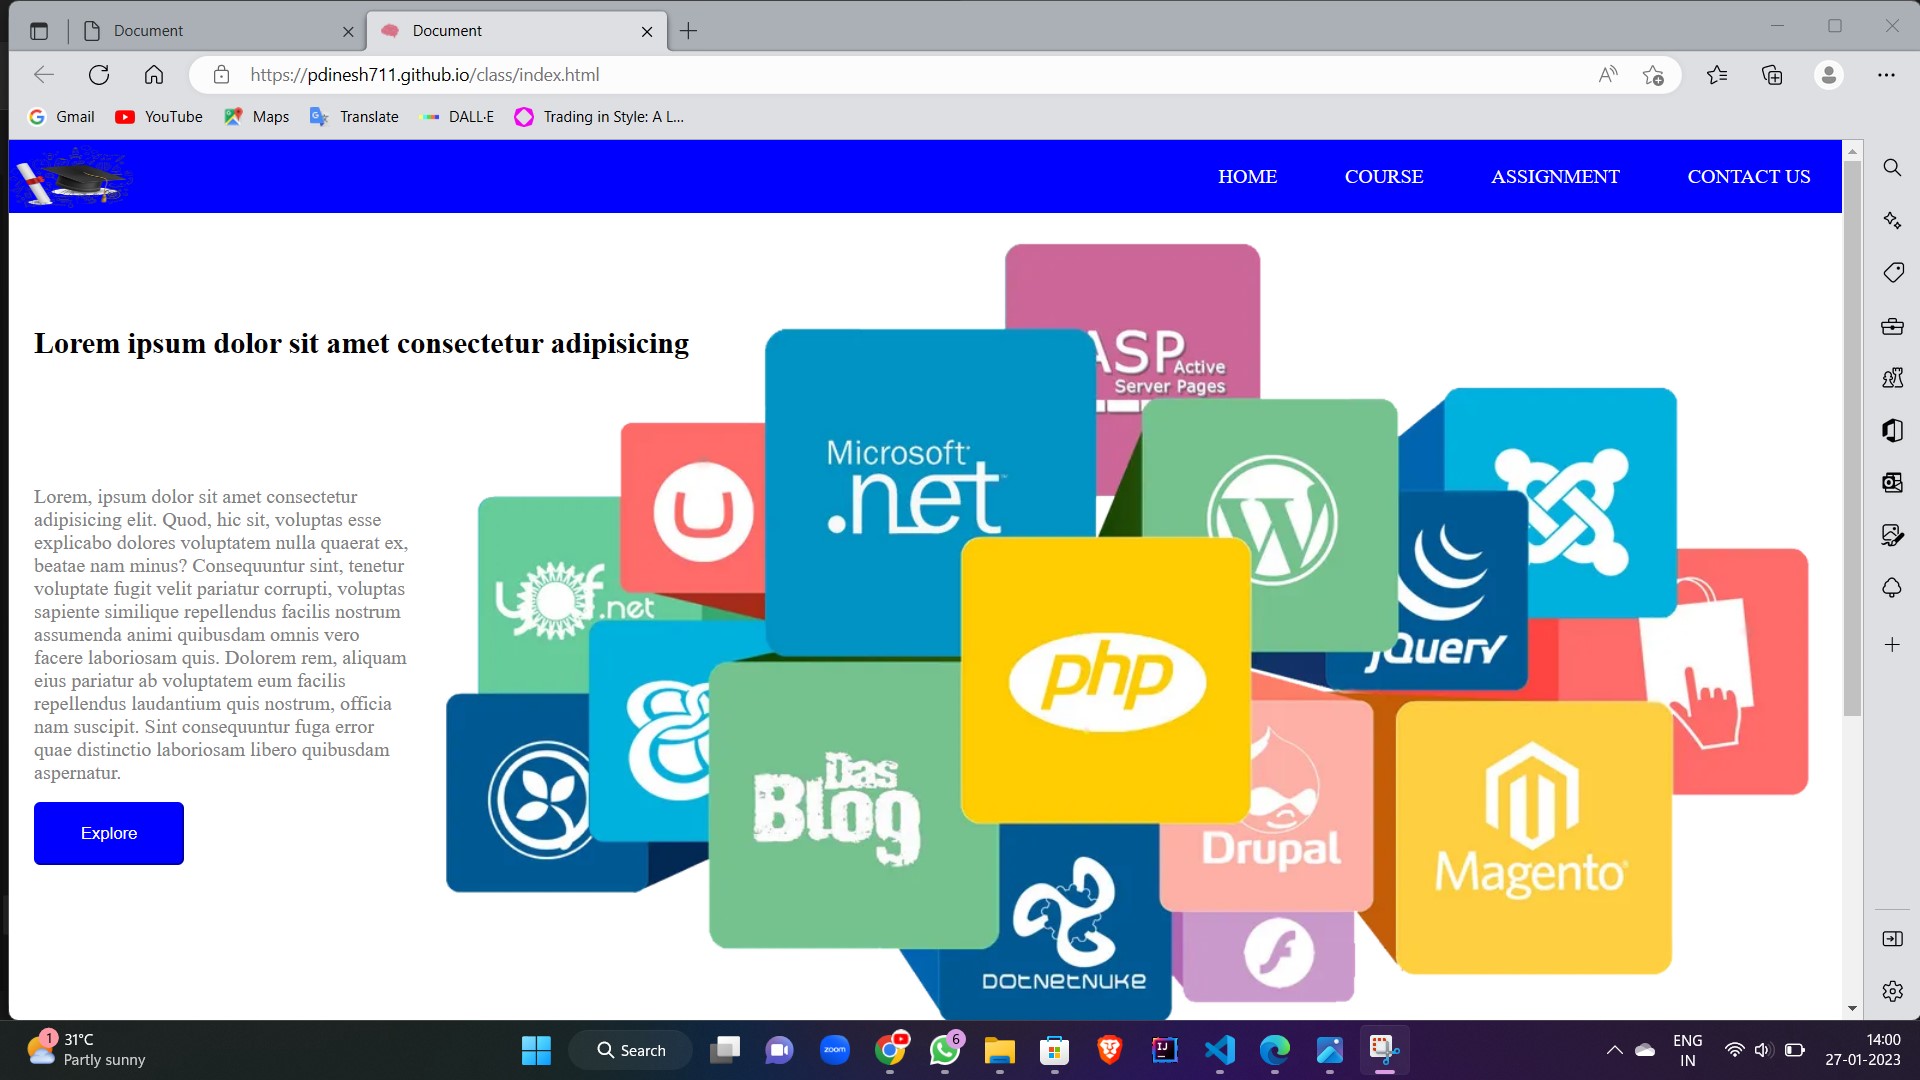 Document
Document
https://pdinesh711.github.io/class/index.html
Gmail
YouTube
Maps
Translate
DALL·E
Trading in Style: A L...
HOME
COURSE
ASSIGNMENT
CONTACT US
Lorem ipsum dolor sit amet consectetur adipisicing
Lorem, ipsum dolor sit amet consectetur
adipisicing elit. Quod, hic sit, voluptas esse
explicabo dolores voluptatem nulla quaerat ex,
beatae nam minus? Consequuntur sint, tenetur
voluptate fugit velit pariatur corrupti, voluptas
sapiente similique repellendus facilis nostrum
assumenda animi quibusdam omnis vero
facere laboriosam quis. Dolorem rem, aliquam
eius pariatur ab voluptatem eum facilis
repellendus laudantium quis nostrum, officia
nam suscipit. Sint consequuntur fuga error
quae distinctio laboriosam libero quibusdam
aspernatur.
Explore
ASP Active
Server Pages
Microsoft
.net
.net
jQuery
php
Das
Blog
Drupal
Magento
DOTNETNUKE
1
31°C
Partly sunny
Search
zoom
6
IJ
ENG
IN
14:00
27-01-2023